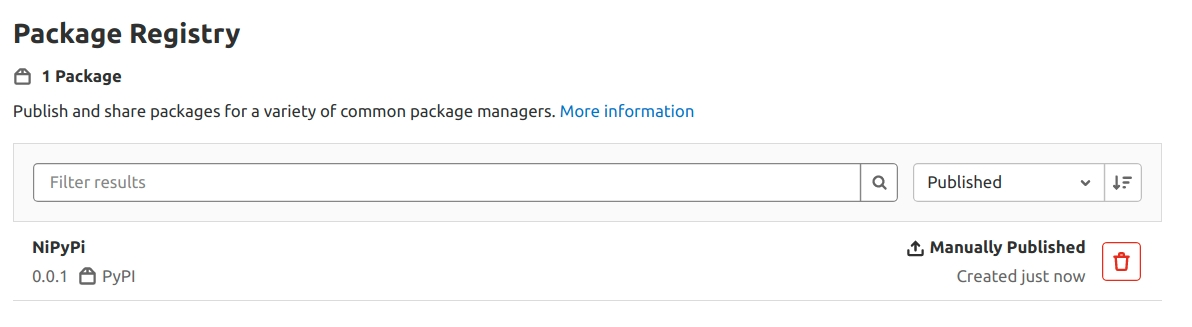 Package Registry
1 Package
Publish and share packages for a variety of common package managers. More information
Filter results
Published
NiPyPi
Manually Published
0.0.1 PyPI
Created just now